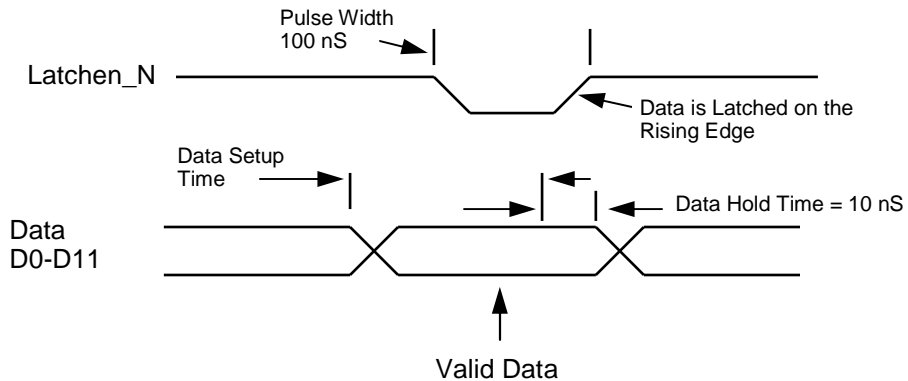 Pulse Width
100 nS
Latchen_N
Data is Latched on the
Rising Edge
Data Setup
Time
Data Hold Time = 10 nS
Data
D0-D11
Valid Data